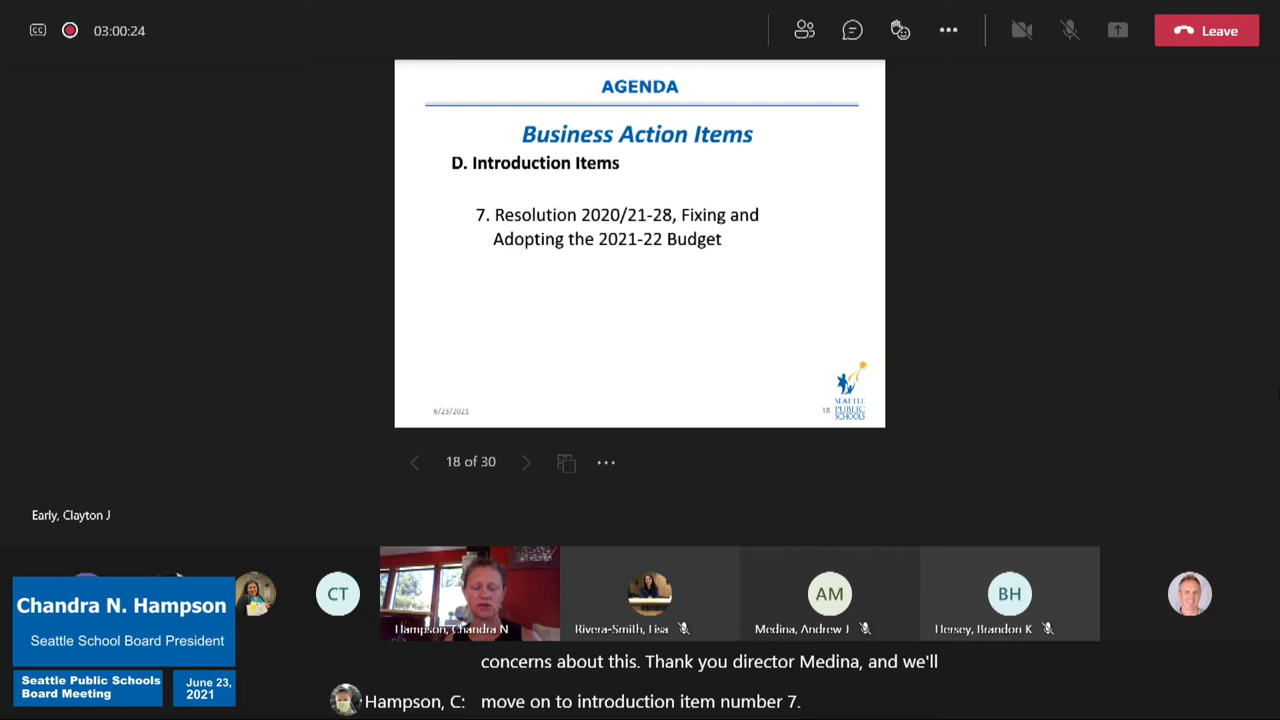 CC
03:00:24
Leave
AGENDA
Business Action Items
D. Introduction Items
7. Resolution 2020/21-28, Fixing and
Adopting the 2021-22 Budget
6/23/2021
18
SEATTLE
PUBLIC
SCHOOLS
18 of 30
Early, Clayton J
CT
AM
BH
Hampson, Chandra N
Rivera-Smith, Lisa
Medina, Andrew J
Hersey, Brandon K
Chandra N. Hampson
Seattle School Board President
Seattle Public Schools
Board Meeting
June 23,
2021
concerns about this. Thank you director Medina, and we'll
Hampson, C: move on to introduction item number 7.